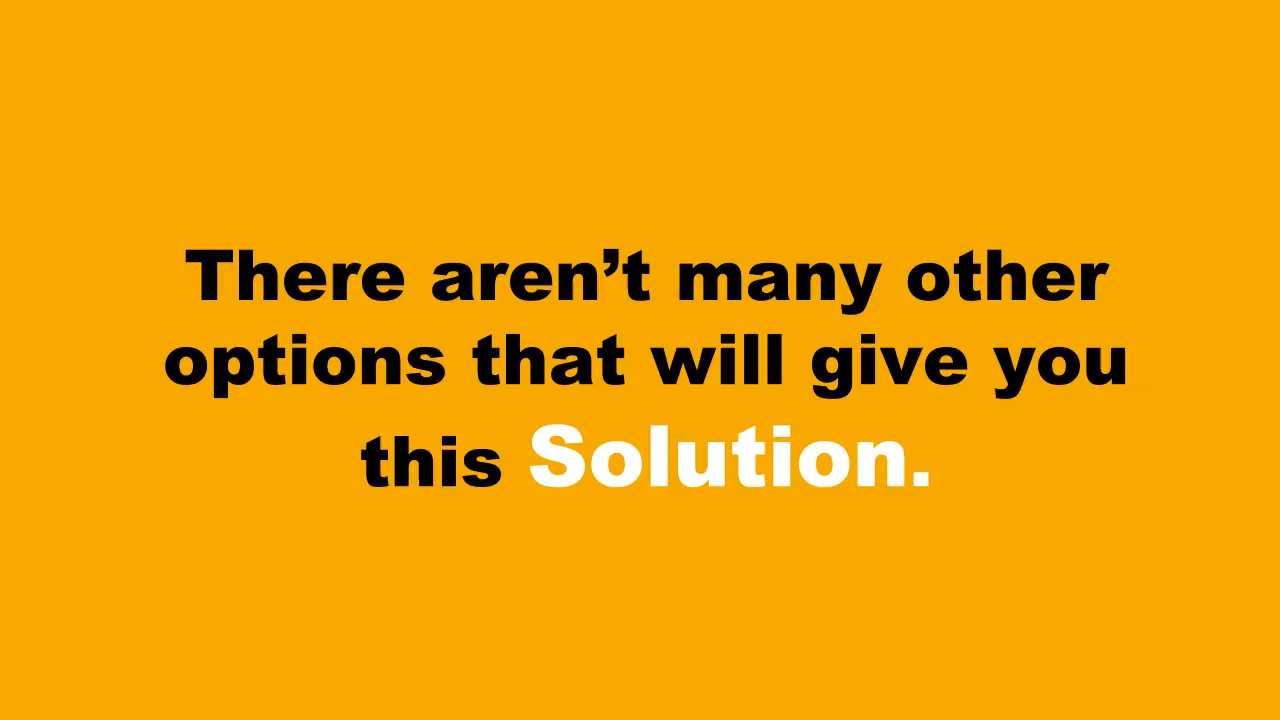 There aren’t many other
options that will give you
this Solution.